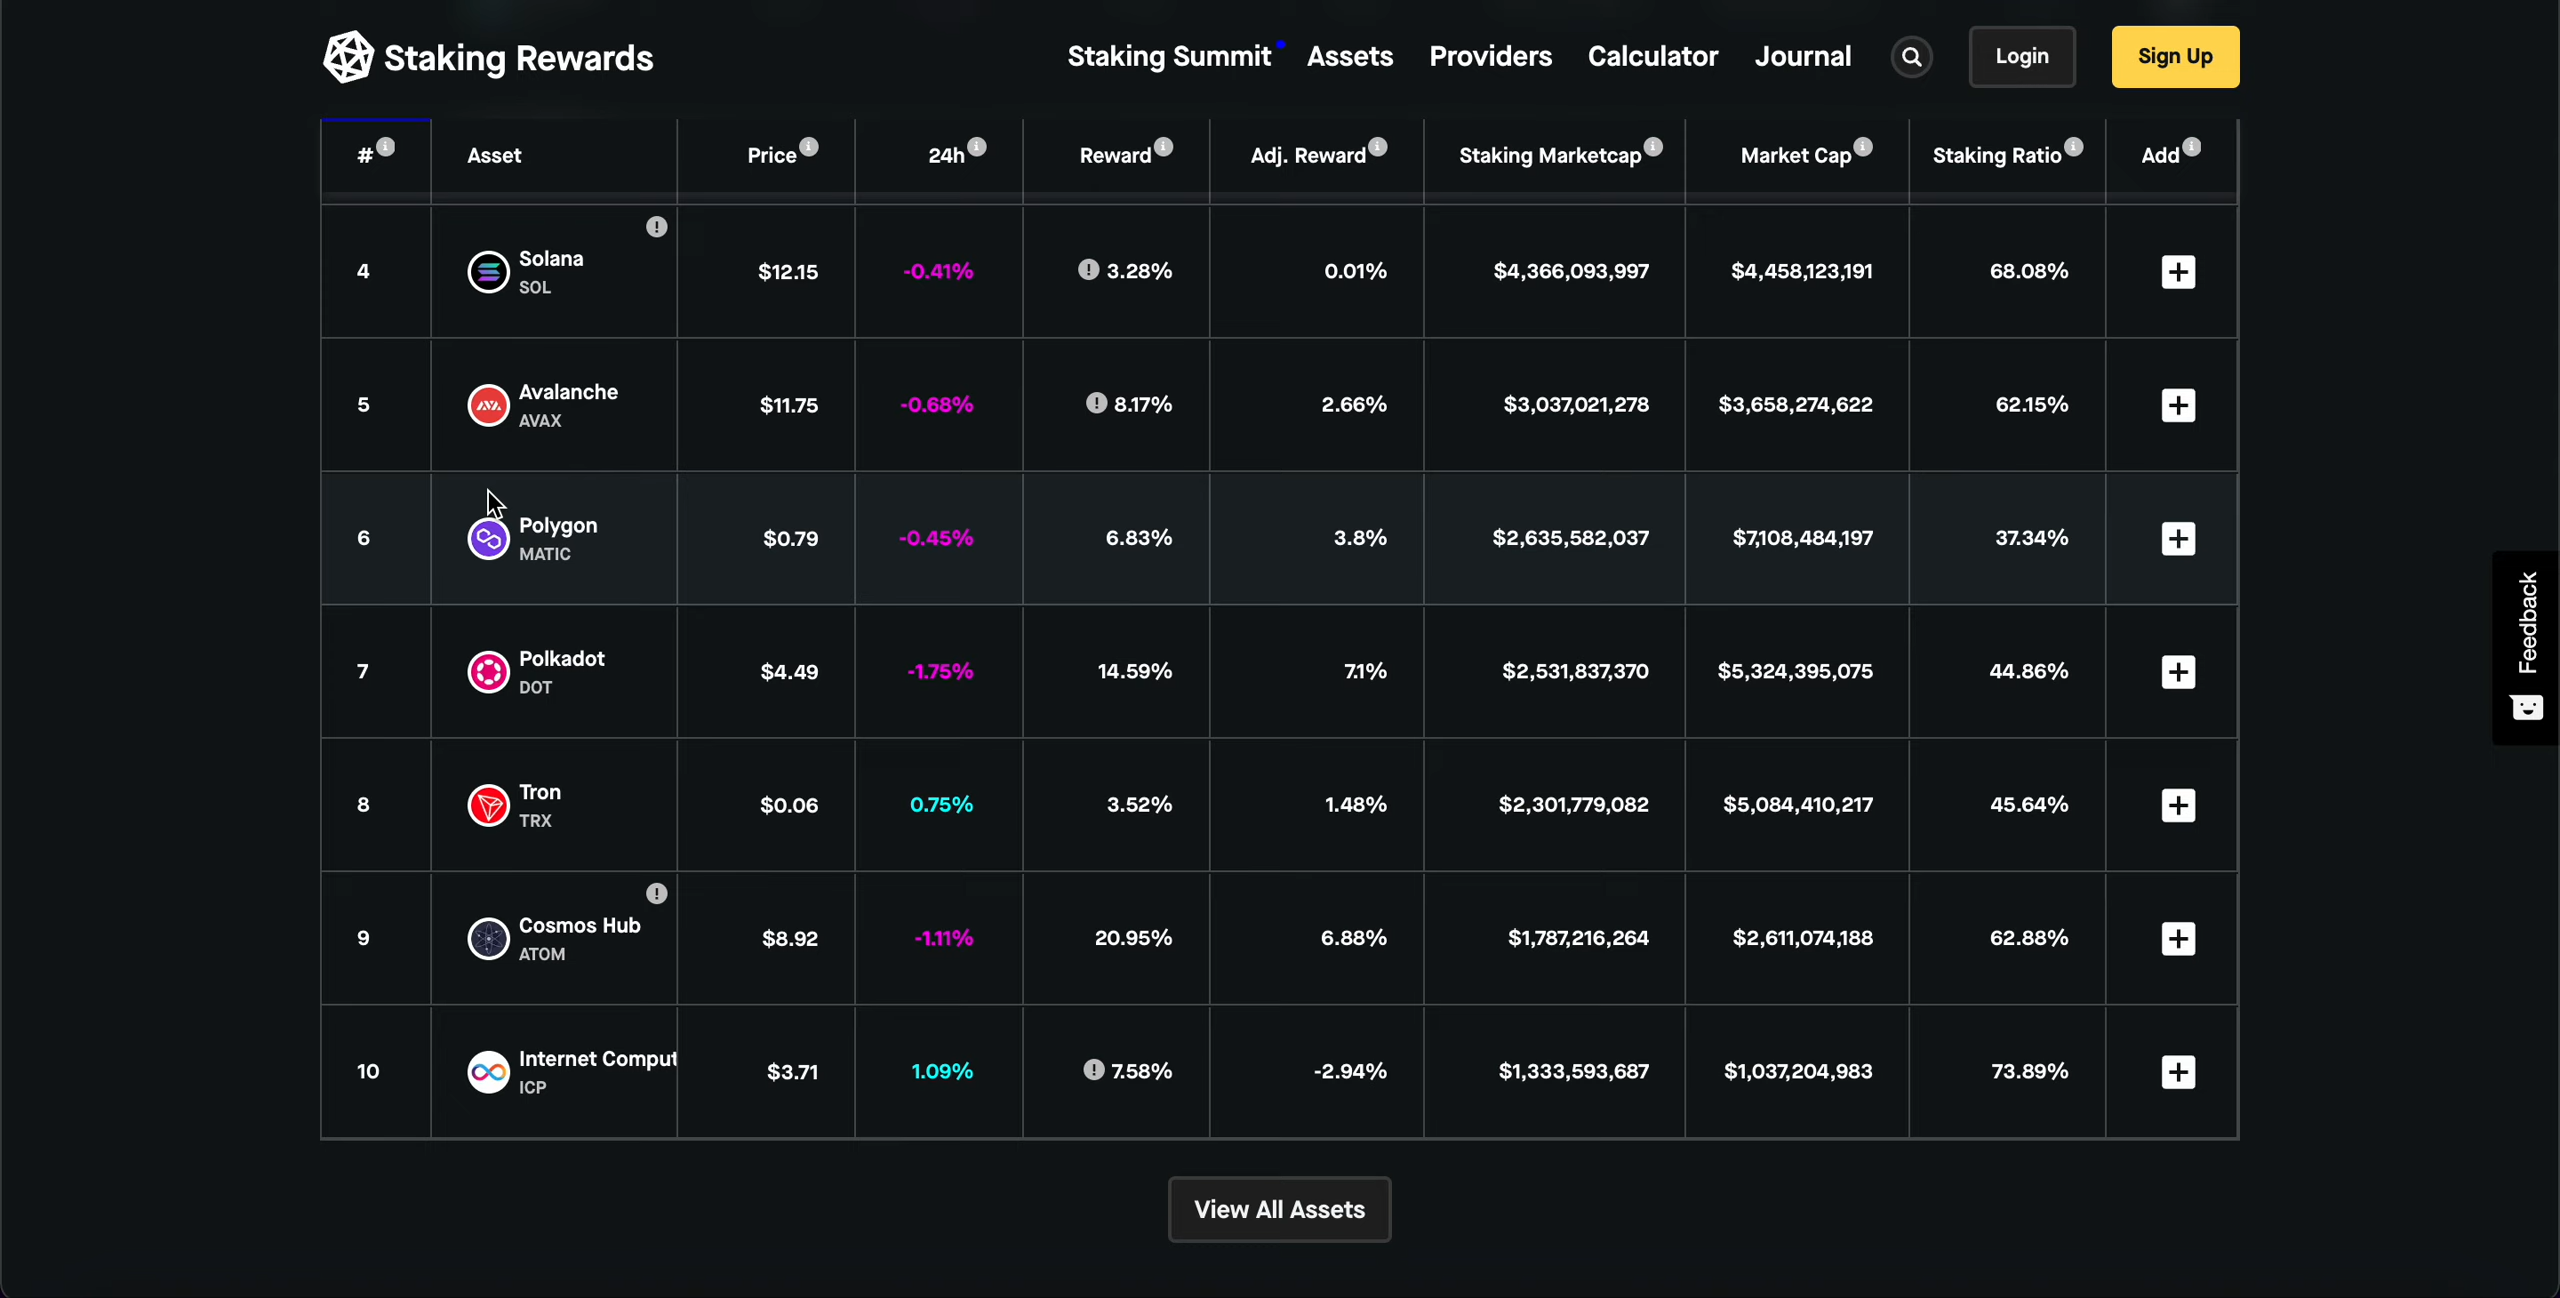 Staking Rewards
Staking Summit Assets Providers Calculator Journal Login Sign Up
# Asset Price 24h Reward Adj. Reward Staking Marketcap Market Cap Staking Ratio Add
4 Solana SOL $12.15 -0.41% 3.28% 0.01% $4,366,093,997 $4,458,123,191 68.08%
5 Avalanche AVAX $11.75 -0.68% 8.17% 2.66% $3,037,021,278 $3,658,274,622 62.15%
6 Polygon MATIC $0.79 -0.45% 6.83% 3.8% $2,635,582,037 $7,108,484,197 37.34%
7 Polkadot DOT $4.49 -1.75% 14.59% 7.1% $2,531,837,370 $5,324,395,075 44.86%
8 Tron TRX $0.06 0.75% 3.52% 1.48% $2,301,779,082 $5,084,410,217 45.64%
9 Cosmos Hub ATOM $8.92 -1.11% 20.95% 6.88% $1,787,216,264 $2,611,074,188 62.88%
10 Internet Comput ICP $3.71 1.09% 7.58% -2.94% $1,333,593,687 $1,037,204,983 73.89%
View All Assets
Feedback